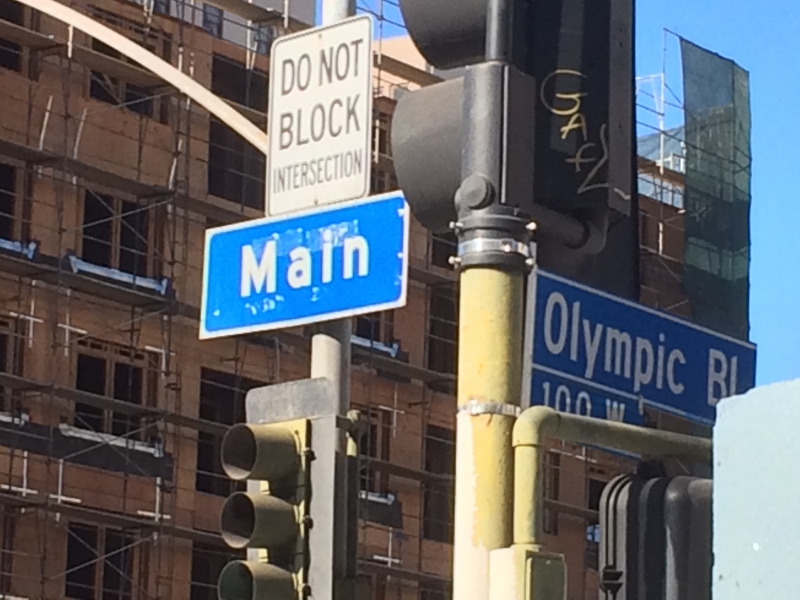 DO NOT
BLOCK
INTERSECTION
Main
Olympic Bl
100 W